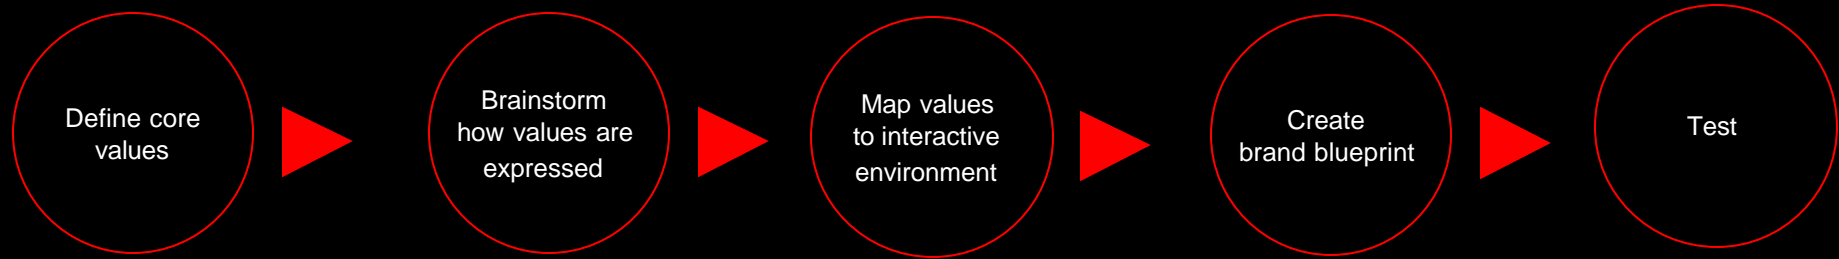 Define core
values
Brainstorm
how values are
expressed
Map values
to interactive
environment
Create
brand blueprint
Test